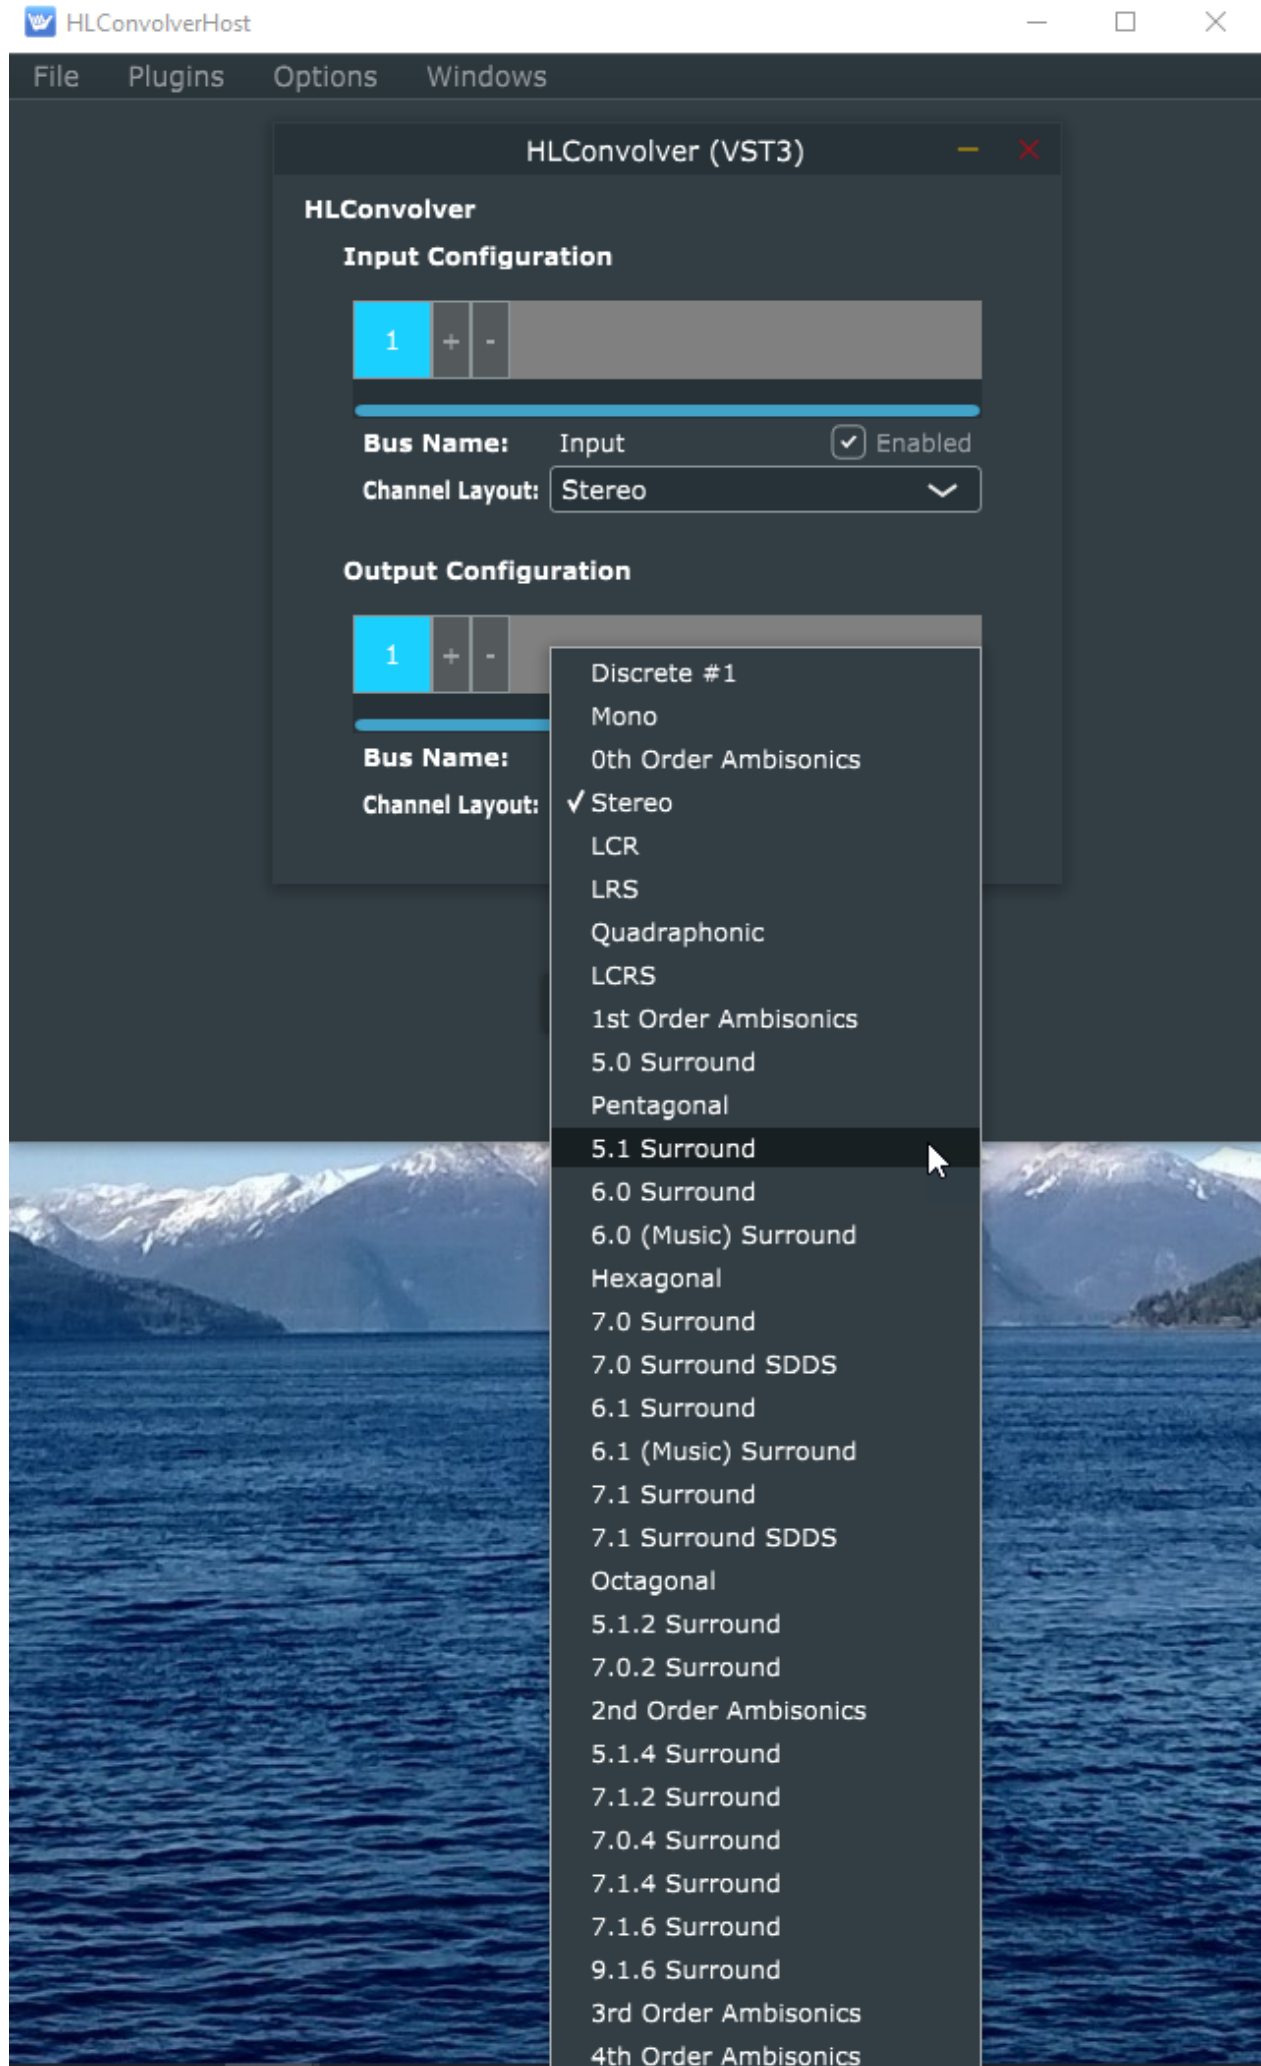 HLConvolverHost
File Plugins Options Windows
HLConvolver (VST3)
HLConvolver
Input Configuration
1 + -
Bus Name: Input Enabled
Channel Layout: Stereo
Output Configuration
1 + -
Bus Name:
Channel Layout:
Discrete #1
Mono
0th Order Ambisonics
Stereo
LCR
LRS
Quadraphonic
LCRS
1st Order Ambisonics
5.0 Surround
Pentagonal
5.1 Surround
6.0 Surround
6.0 (Music) Surround
Hexagonal
7.0 Surround
7.0 Surround SDDS
6.1 Surround
6.1 (Music) Surround
7.1 Surround
7.1 Surround SDDS
Octagonal
5.1.2 Surround
7.0.2 Surround
2nd Order Ambisonics
5.1.4 Surround
7.1.2 Surround
7.0.4 Surround
7.1.4 Surround
7.1.6 Surround
9.1.6 Surround
3rd Order Ambisonics
4th Order Ambisonics